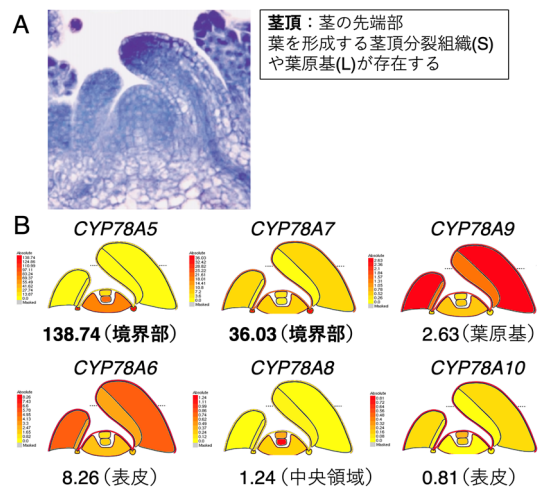 A
茎頂：茎の先端部
葉を形成する茎頂分裂組織(S)
や葉原基(L)が存在する
B
CYP78A5
CYP78A7
CYP78A9
138.74（境界部）
36.03（境界部）
2.63（葉原基）
CYP78A6
CYP78A8
CYP78A10
8.26（表皮）
1.24（中央領域）
0.81（表皮）